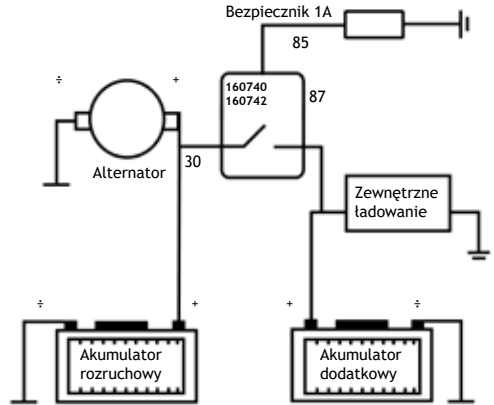 Bezpiecznik 1A
85
÷ +
160740
160742
87
30
Alternator
Zewnętrzne
ładowanie
÷ + + ÷
Akumulator
rozruchowy
Akumulator
dodatkowy